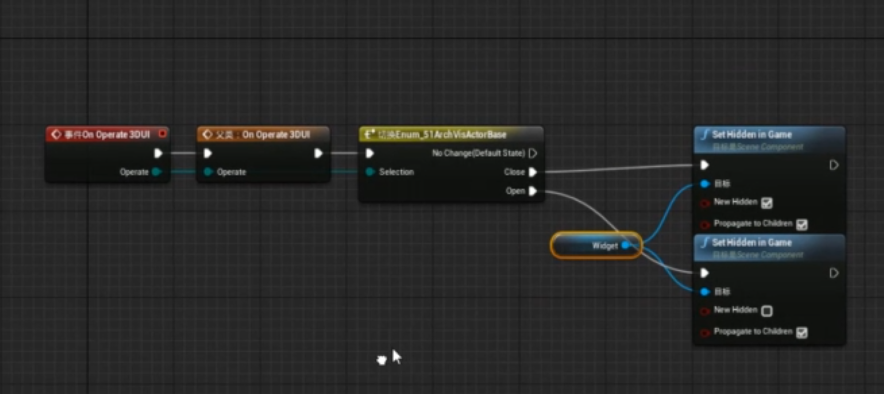 事件On Operate 3DUI
Operate
父类：On Operate 3DUI
Operate
切换Enum_51ArchVisActorBase
No Change(Default State)
Selection
Close
Open
Widget
Set Hidden in Game
目标是Scene Component
目标
New Hidden
Propagate to Children
Set Hidden in Game
目标是Scene Component
目标
New Hidden
Propagate to Children